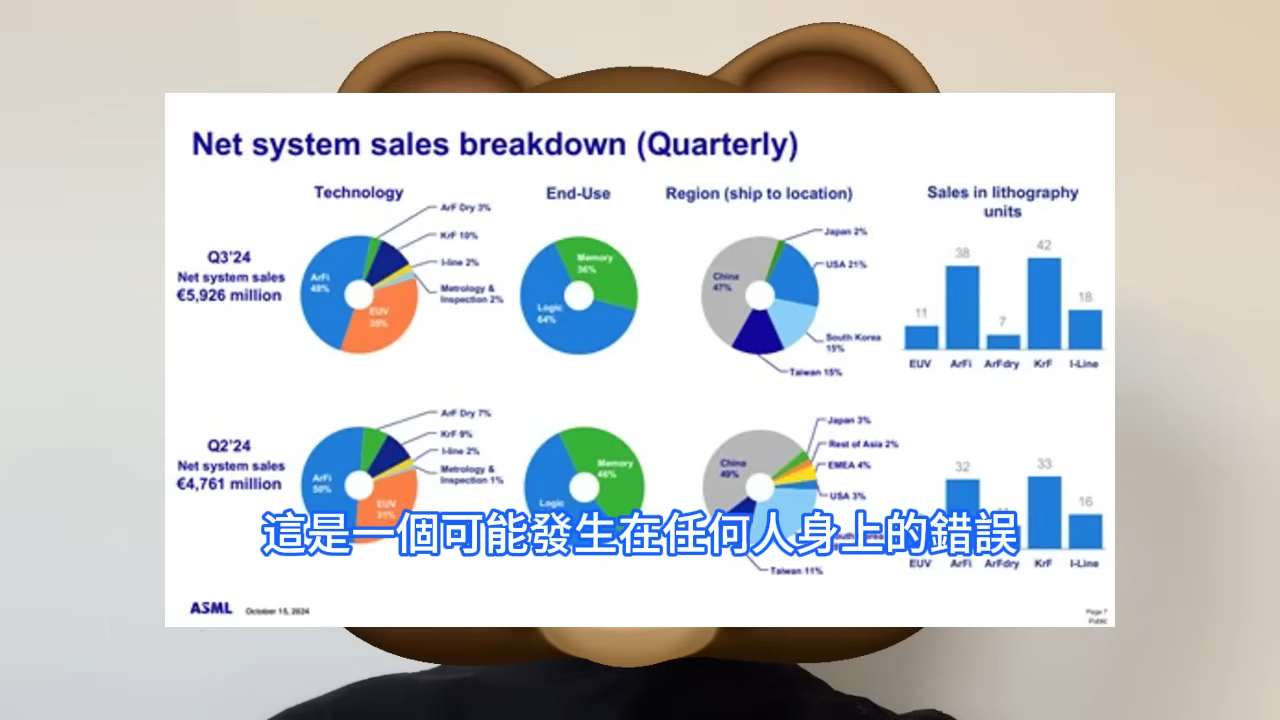 Net system sales breakdown (Quarterly)
Technology
End-Use
Region (ship to location)
Sales in lithography
units
Q3'24
Net system sales
€5,926 million
ArF Dry 3%
KrF 10%
I-line 2%
Metrology &
Inspection 2%
ArFi
48%
EUV
35%
Memory
36%
Logic
64%
Japan 2%
USA 21%
South Korea
15%
Taiwan 15%
China
47%
11
38
7
42
18
EUV
ArFi
ArFdry
KrF
I-Line
Q2'24
Net system sales
€4,761 million
ArF Dry 7%
KrF 9%
I-line 2%
Metrology &
Inspection 1%
ArFi
50%
EUV
31%
Memory
46%
Logic
Japan 3%
Rest of Asia 2%
EMEA 4%
USA 3%
Taiwan 11%
China
49%
32
33
16
EUV
ArFi
ArFdry
KrF
I-Line
這是一個可能發生在任何人身上的錯誤
ASML
October 15, 2024
Page 7
Public